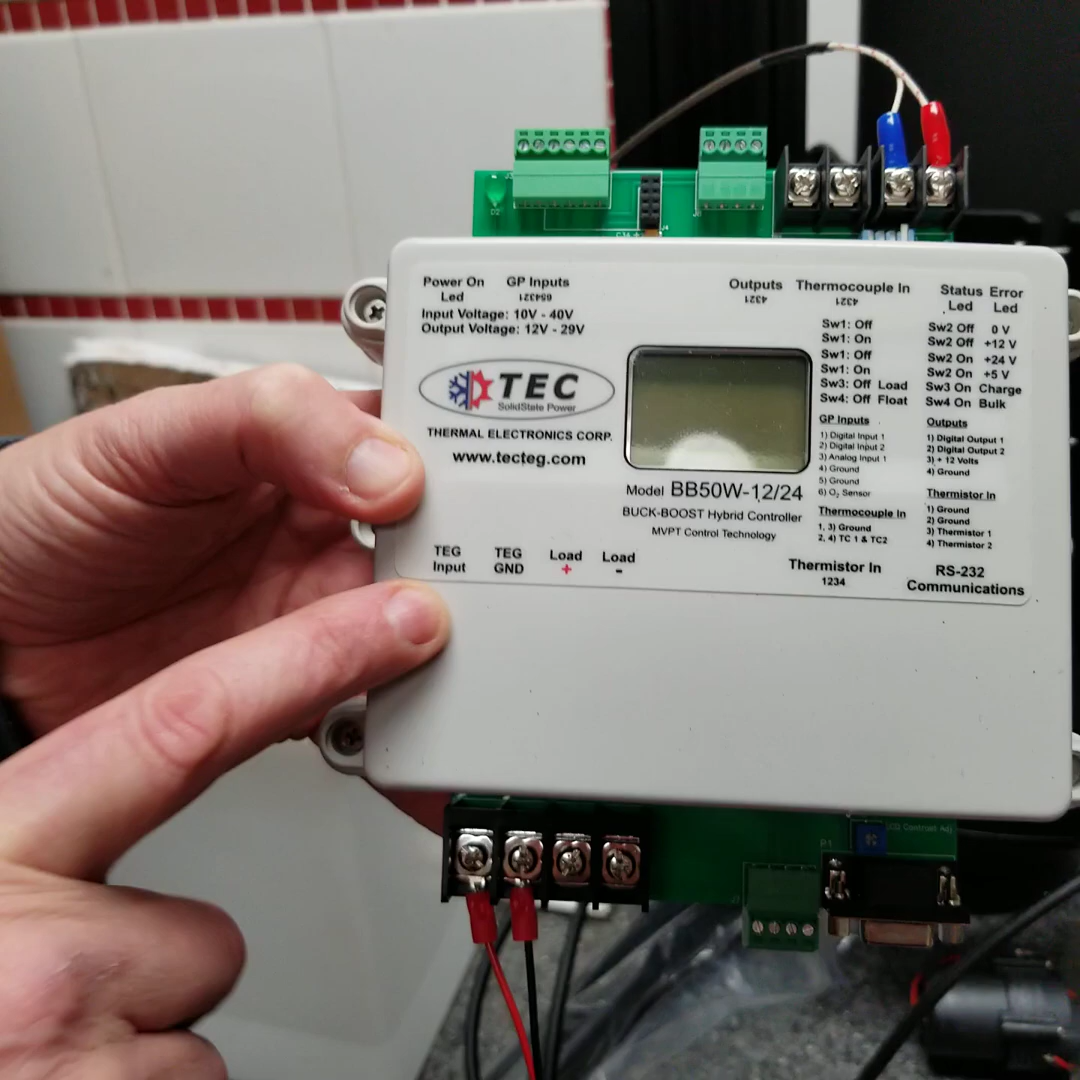 D2
Power On GP Inputs
Led 654321
Input Voltage: 10V - 40V
Output Voltage: 12V - 29V
TEC
SolidState Power
THERMAL ELECTRONICS CORP.
www.tecteg.com
Outputs Thermocouple In
4321 4321
Status Error
Led Led
Sw1: Off Sw2 Off 0 V
Sw1: On Sw2 Off +12 V
Sw1: Off Sw2 On +24 V
Sw1: On Sw2 On +5 V
Sw3: Off Load Sw3 On Charge
Sw4: Off Float Sw4 On Bulk
GP Inputs
1) Digital Input 1
2) Digital Input 2
3) Analog Input 1
4) Ground
5) Ground
6) O₂ Sensor
Thermocouple In
1, 3) Ground
2, 4) TC 1 & TC2
Outputs
1) Digital Output 1
2) Digital Output 2
3) + 12 Volts
4) Ground
Thermistor In
1) Ground
2) Ground
3) Thermistor 1
4) Thermistor 2
Model BB50W-12/24
BUCK-BOOST Hybrid Controller
MVPT Control Technology
TEG TEG Load Load
Input GND + -
Thermistor In
1234
RS-232
Communications
Contrast Adj